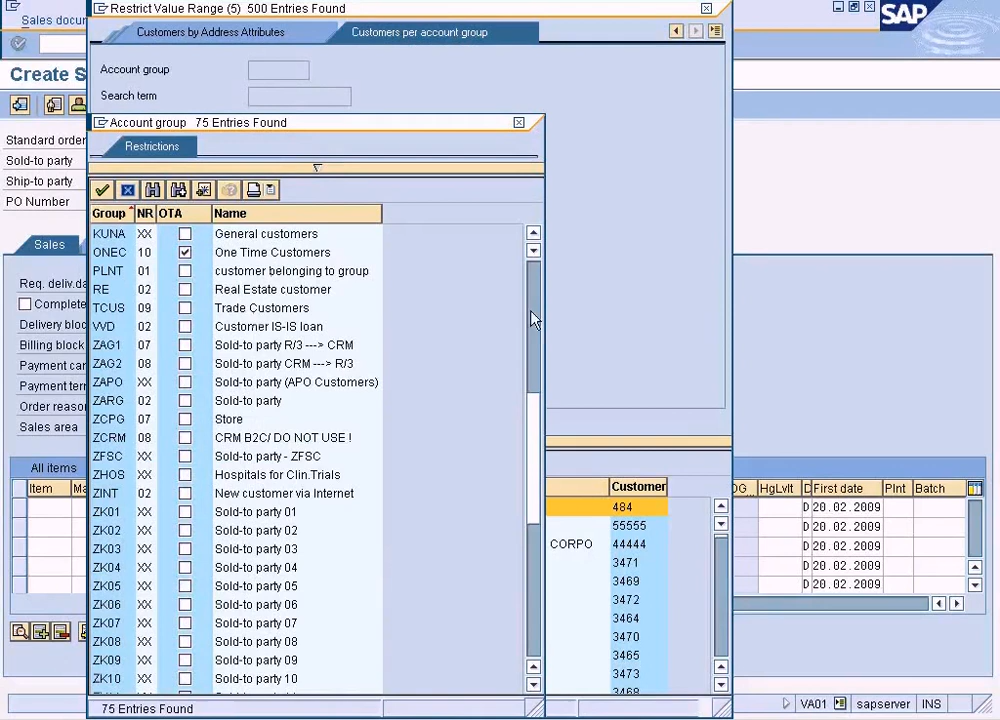 Restrict Value Range (5) 500 Entries Found
Sales docum
SAP
Customers by Address Attributes
Customers per account group
Create S
Account group
Search term
Account group 75 Entries Found
Restrictions
Standard order
Sold-to party
Ship-to party
PO Number
Sales
Req. deliv.da
Complete
Delivery bloc
Billing block
Payment car
Payment ter
Order reaso
Sales area
Group NR OTA Name
KUNA XX General customers
ONEC 10 One Time Customers
PLNT 01 customer belonging to group
RE 02 Real Estate customer
TCUS 09 Trade Customers
VVD 02 Customer IS-IS loan
ZAG1 07 Sold-to party R/3 ---> CRM
ZAG2 08 Sold-to party CRM ---> R/3
ZAPO XX Sold-to party (APO Customers)
ZARG 02 Sold-to party
ZCPG 07 Store
ZCRM 08 CRM B2C/ DO NOT USE !
ZFSC XX Sold-to party - ZFSC
ZHOS XX Hospitals for Clin.Trials
ZINT 02 New customer via Internet
ZK01 XX Sold-to party 01
ZK02 XX Sold-to party 02
ZK03 XX Sold-to party 03
ZK04 XX Sold-to party 04
ZK05 XX Sold-to party 05
ZK06 XX Sold-to party 06
ZK07 XX Sold-to party 07
ZK08 XX Sold-to party 08
ZK09 XX Sold-to party 09
ZK10 XX Sold-to party 10
75 Entries Found
All items
Item Ma
Customer
484
55555
CORPO 44444
3471
3469
3472
3464
3470
3465
3473
3468
HgLvlt D First date Plnt Batch
D 20.02.2009
D 20.02.2009
D 20.02.2009
D 20.02.2009
D 20.02.2009
VA01 sapserver INS